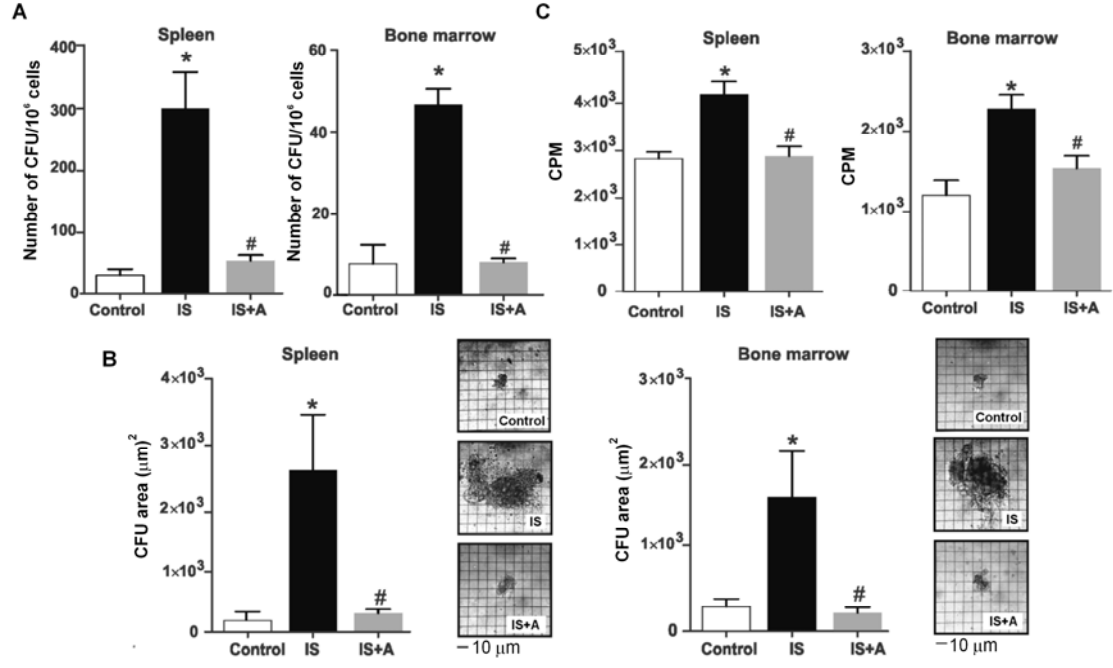 A
Spleen
Number of CFU/10⁶ cells
400
300
200
100
0
*
#
Control IS IS+A
Bone marrow
Number of CFU/10⁶ cells
60
40
20
0
*
#
Control IS IS+A
C
Spleen
CPM
5×10³
4×10³
3×10³
2×10³
1×10³
0
*
#
Control IS IS+A
Bone marrow
CPM
3×10³
2×10³
1×10³
0
*
#
Control IS IS+A
B
Spleen
CFU area (μm)²
4×10³
3×10³
2×10³
1×10³
0
*
#
Control IS IS+A
Control
IS
IS+A
10 μm
Bone marrow
CFU area (μm)²
3×10³
2×10³
1×10³
0
*
#
Control IS IS+A
Control
IS
IS+A
10 μm